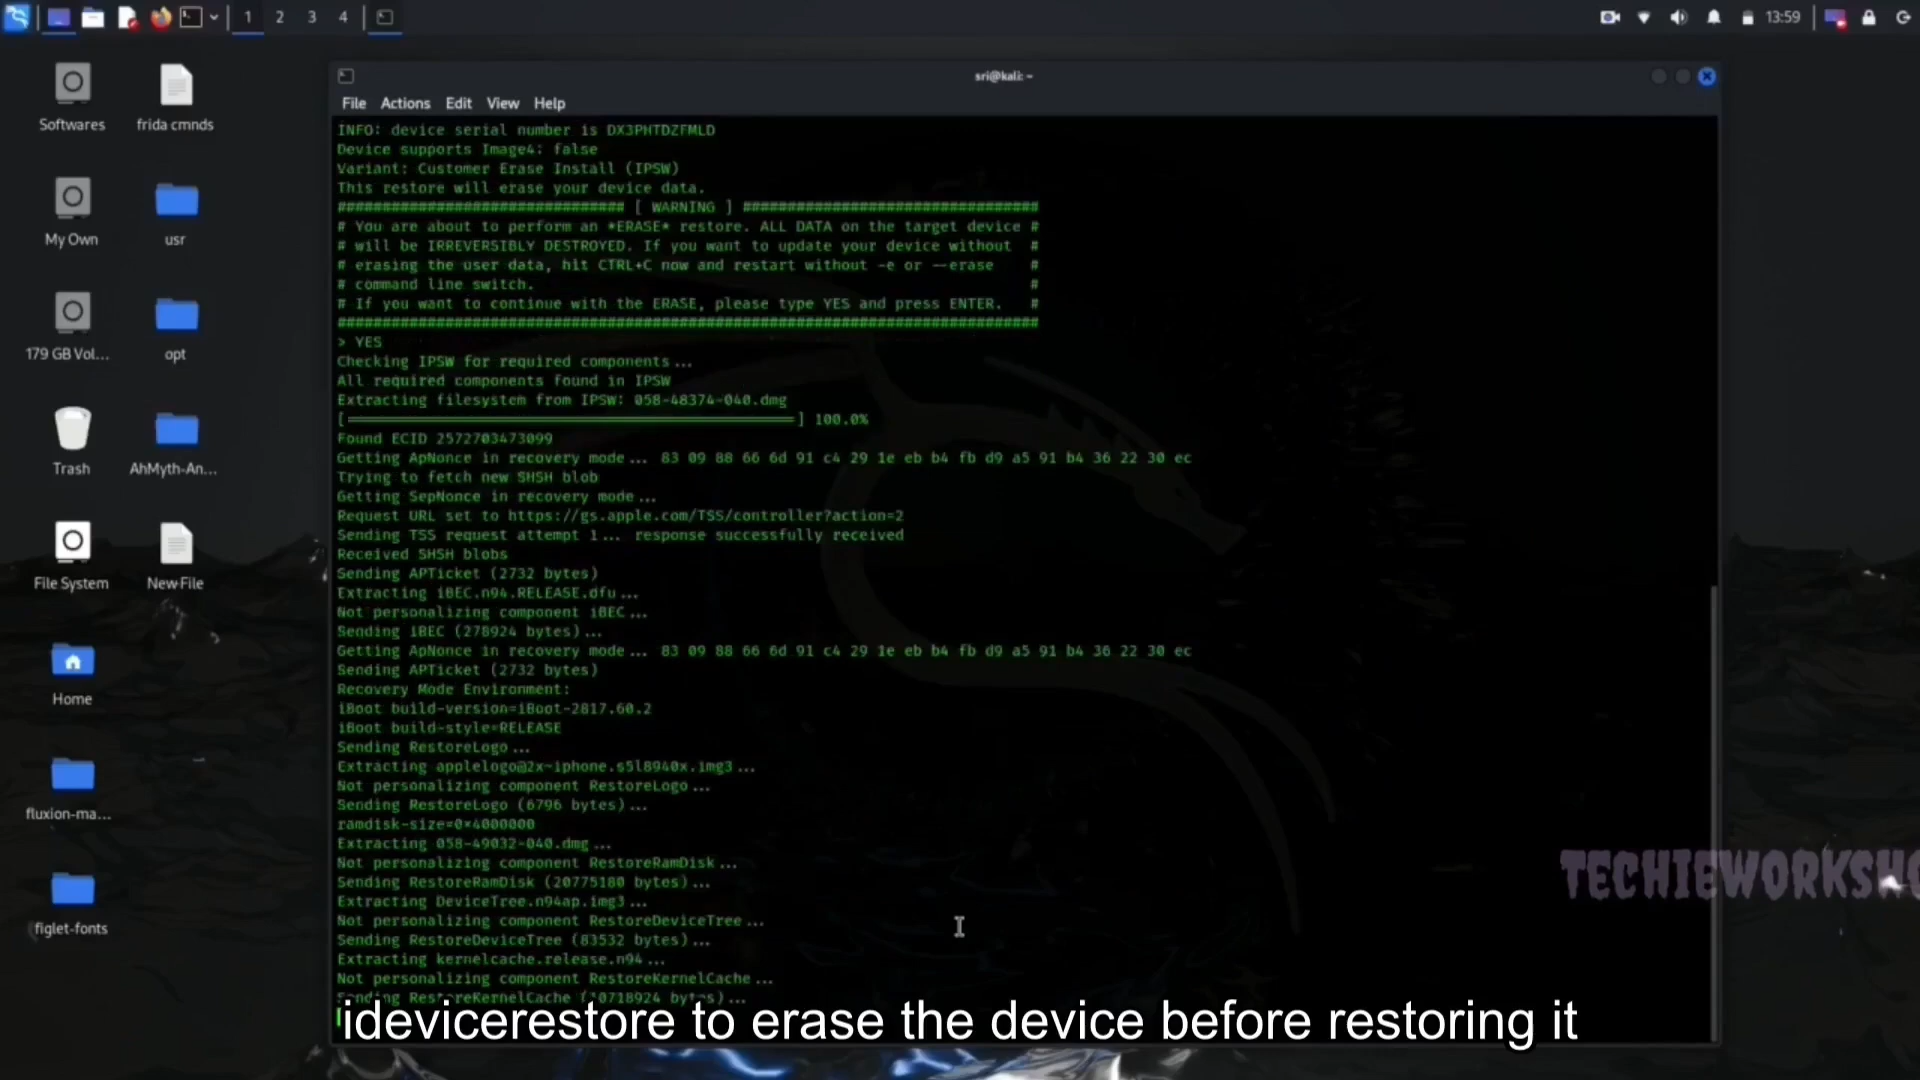 1 2 3 4
13:59
sri@kali: ~
File Actions Edit View Help
Softwares
frida cmnds
My Own
usr
179 GB Vol...
opt
Trash
AhMyth-An...
File System
New File
Home
fluxion-ma...
figlet-fonts
INFO: device serial number is DX3PHTDZFMLD
Device supports Image4: false
Variant: Customer Erase Install (IPSW)
This restore will erase your device data.
################################ [ WARNING ] #################################
# You are about to perform an *ERASE* restore. ALL DATA on the target device #
# will be IRREVERSIBLY DESTROYED. If you want to update your device without #
# erasing the user data, hit CTRL+C now and restart without -e or --erase #
# command line switch. #
# If you want to continue with the ERASE, please type YES and press ENTER. #
##############################################################################
> YES
Checking IPSW for required components...
All required components found in IPSW
Extracting filesystem from IPSW: 058-48374-040.dmg
[==================================================] 100.0%
Found ECID 2572703473099
Getting ApNonce in recovery mode... 83 09 88 66 6d 91 c4 29 1e eb b4 fb d9 a5 91 b4 36 22 30 ec
Trying to fetch new SHSH blob
Getting SepNonce in recovery mode...
Request URL set to https://gs.apple.com/TSS/controller?action=2
Sending TSS request attempt 1... response successfully received
Received SHSH blobs
Sending APTicket (2732 bytes)
Extracting iBEC.n94.RELEASE.dfu...
Not personalizing component iBEC...
Sending iBEC (278924 bytes)...
Getting ApNonce in recovery mode... 83 09 88 66 6d 91 c4 29 1e eb b4 fb d9 a5 91 b4 36 22 30 ec
Sending APTicket (2732 bytes)
Recovery Mode Environment:
iBoot build-version=iBoot-2817.60.2
iBoot build-style=RELEASE
Sending RestoreLogo...
Extracting applelogo@2x~iphone.s5l8940x.img3...
Not personalizing component RestoreLogo...
Sending RestoreLogo (6796 bytes)...
ramdisk-size=0x4000000
Extracting 058-49032-040.dmg...
Not personalizing component RestoreRamDisk...
Sending RestoreRamDisk (20775180 bytes)...
Extracting DeviceTree.n94ap.img3...
Not personalizing component RestoreDeviceTree...
Sending RestoreDeviceTree (83532 bytes)...
Extracting kernelcache.release.n94...
Not personalizing component RestoreKernelCache...
Sending RestoreKernelCache (10718924 bytes)...
TECHIEWORKSHO
idevicerestore to erase the device before restoring it